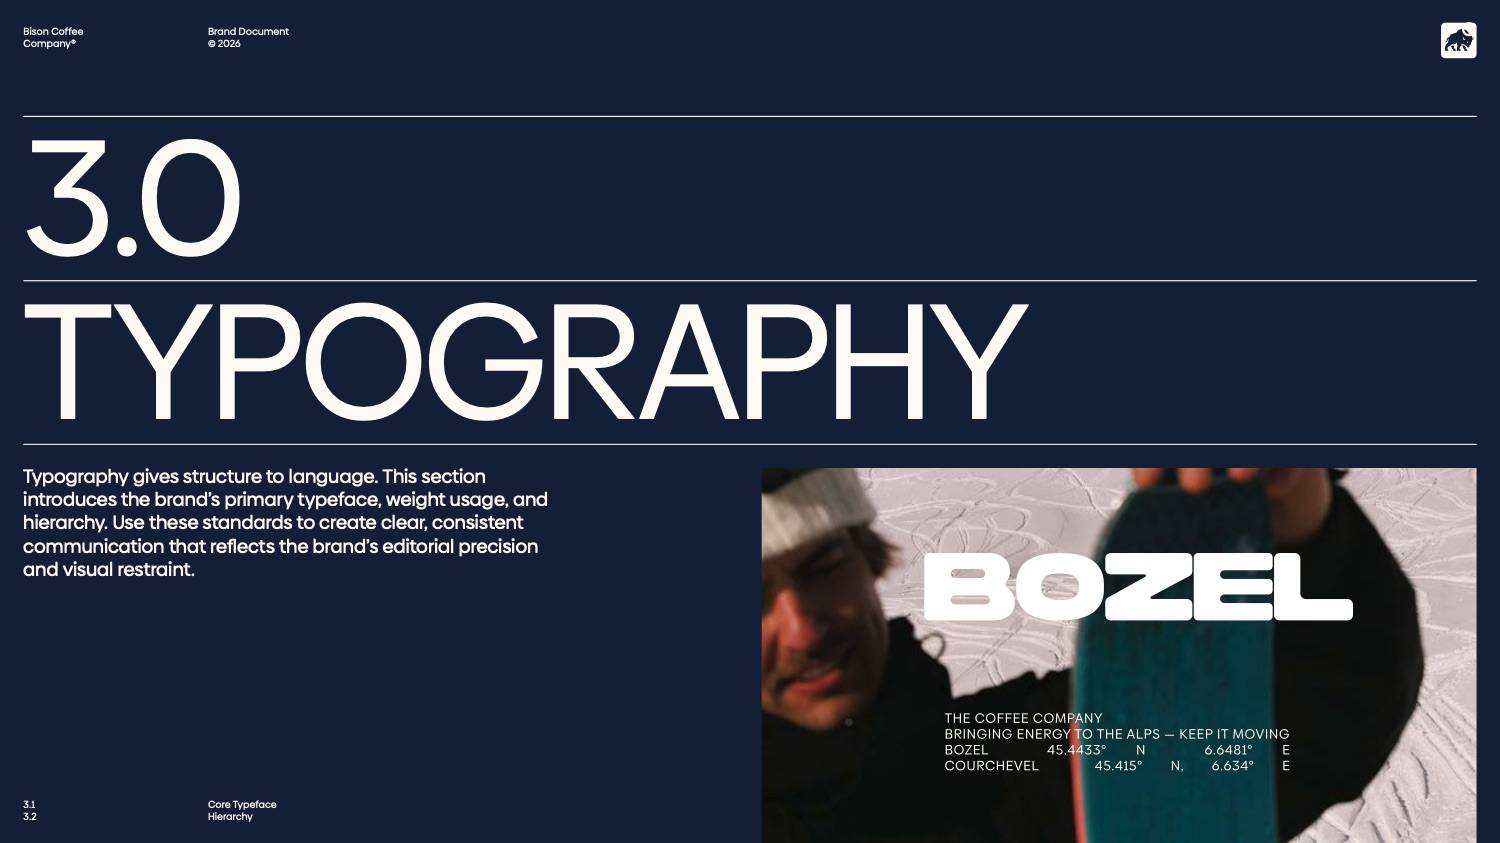 Bison Coffee
Company®
Brand Document
© 2026
3.0
TYPOGRAPHY
Typography gives structure to language. This section
introduces the brand’s primary typeface, weight usage, and
hierarchy. Use these standards to create clear, consistent
communication that reflects the brand’s editorial precision
and visual restraint.
BOZEL
THE COFFEE COMPANY
BRINGING ENERGY TO THE ALPS — KEEP IT MOVING
BOZEL 45.4433° N 6.6481° E
COURCHEVEL 45.415° N, 6.634° E
3.1 Core Typeface
3.2 Hierarchy